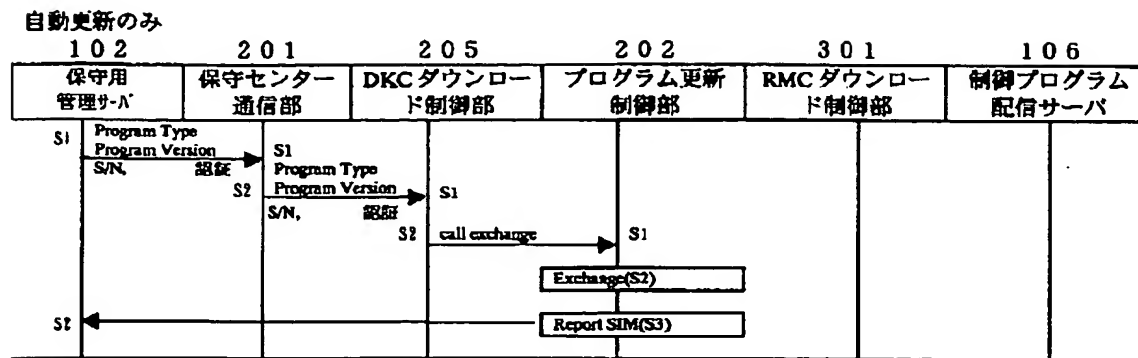 自動更新のみ
102 201 205 202 301 106
保守用管理サーバ 保守センター通信部 DKCダウンロード制御部 プログラム更新制御部 RMCダウンロード制御部 制御プログラム配信サーバ
S1 Program Type
Program Version
S/N, 認証
S1
Program Type
S2 Program Version
S/N, 認証
S1
S2 call exchange S1
Exchange(S2)
S2 Report SIM(S3)